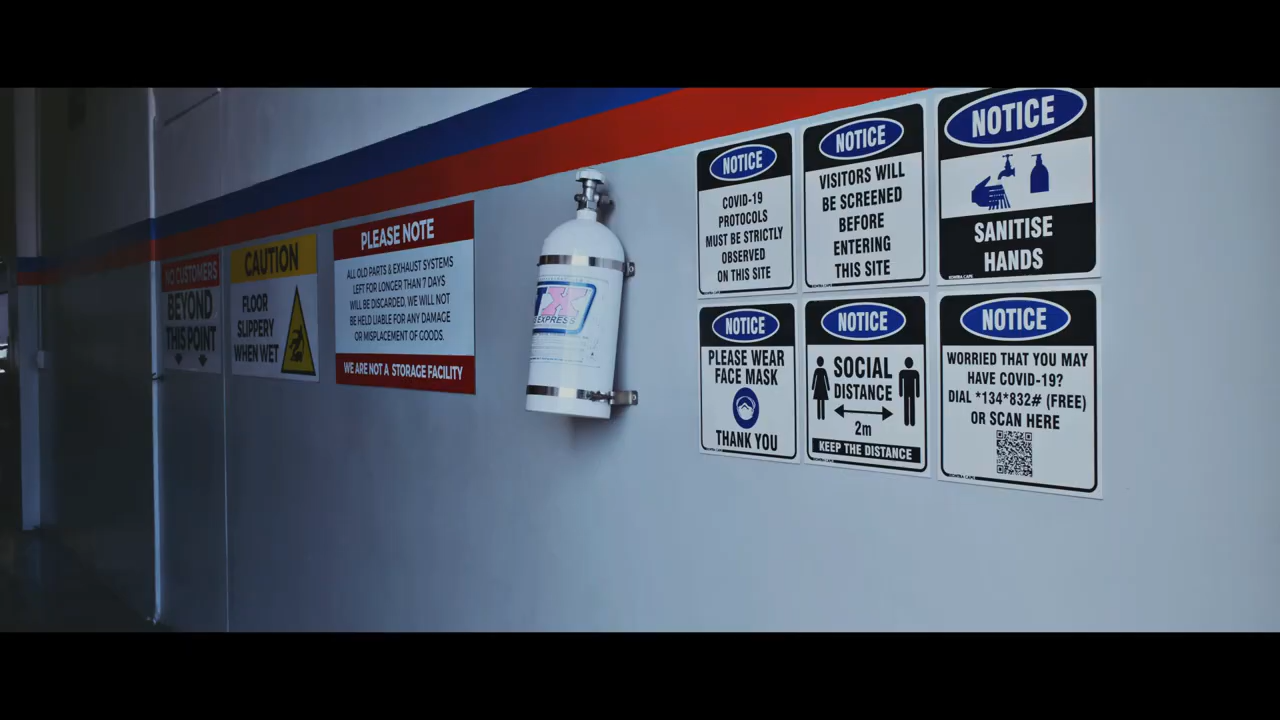 NO CUSTOMERS
BEYOND
THIS POINT
CAUTION
FLOOR
SLIPPERY
WHEN WET
PLEASE NOTE
ALL OLD PARTS & EXHAUST SYSTEMS
LEFT FOR LONGER THAN 7 DAYS
WILL BE DISCARDED, WE WILL NOT
BE HELD LIABLE FOR ANY DAMAGE
OR MISPLACEMENT OF GOODS.
WE ARE NOT A STORAGE FACILITY
EXPRESS
NOTICE
COVID-19
PROTOCOLS
MUST BE STRICTLY
OBSERVED
ON THIS SITE
NOTICE
VISITORS WILL
BE SCREENED
BEFORE
ENTERING
THIS SITE
NOTICE
SANITISE
HANDS
NOTICE
PLEASE WEAR
FACE MASK
THANK YOU
NOTICE
SOCIAL
DISTANCE
2m
KEEP THE DISTANCE
NOTICE
WORRIED THAT YOU MAY
HAVE COVID-19?
DIAL *134*832# (FREE)
OR SCAN HERE